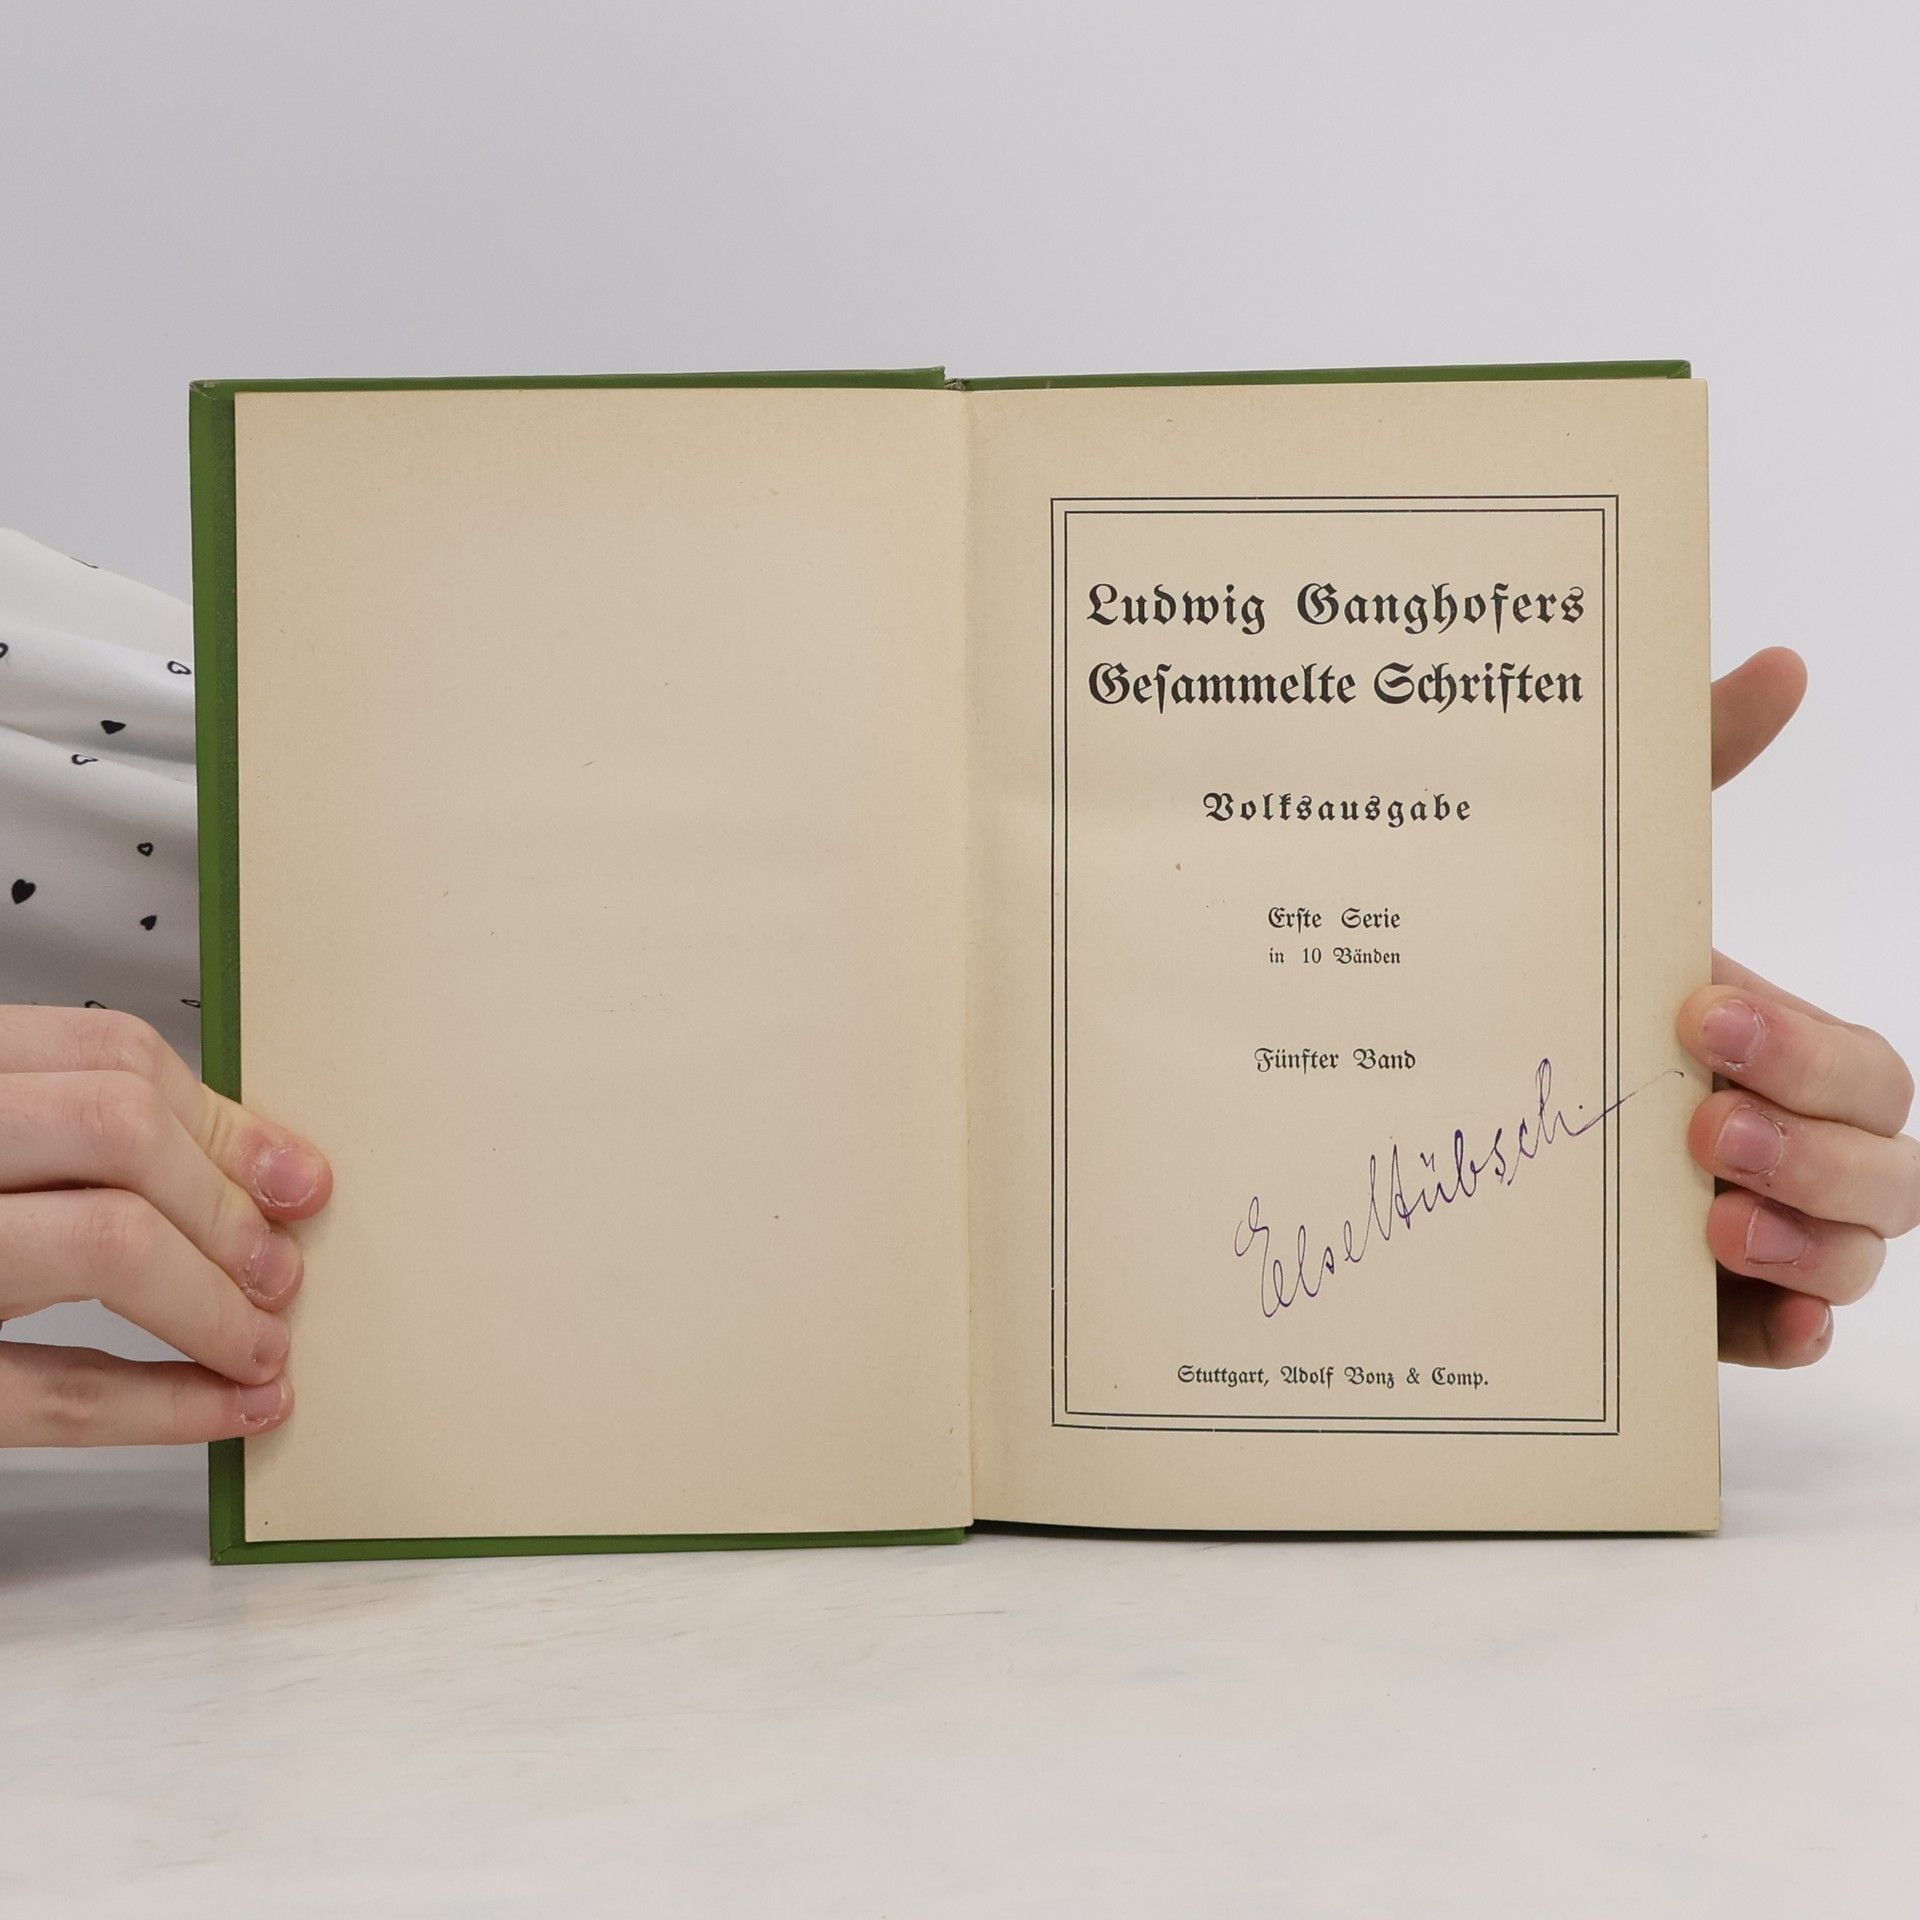 Ludwig Ganghofers
Gesammelte Schriften
Volksausgabe
Erste Serie
in 10 Bänden
Fünfter Band
Else Hübsch.
Stuttgart, Adolf Bonz & Comp.